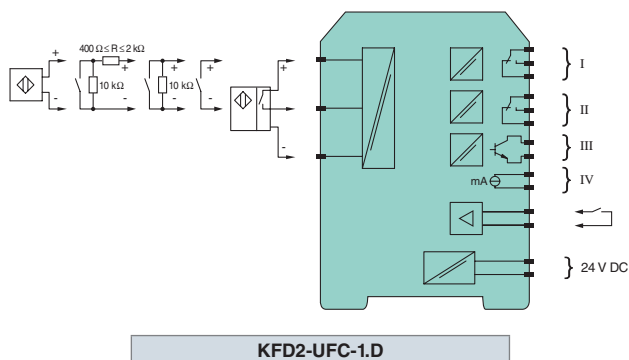 400 Ω ≤ R ≤ 2 kΩ
+ + + + +
10 kΩ 10 kΩ
- - - - -
I
II
III
mA IV
24 V DC
KFD2-UFC-1.D